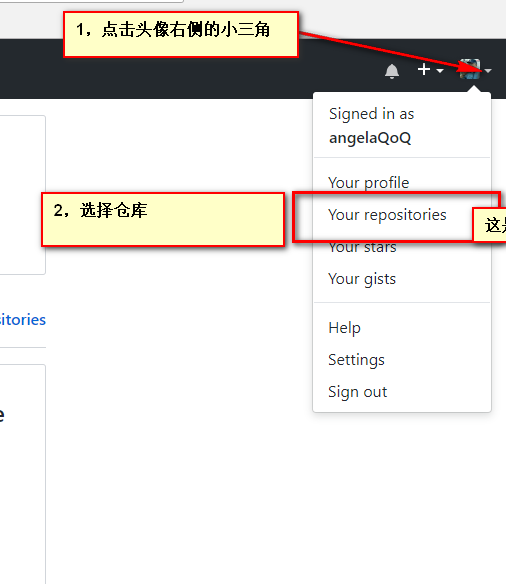 1，点击头像右侧的小三角
Signed in as
angelaQoQ
Your profile
2，选择仓库
Your repositories
这是
Your stars
Your gists
itories
Help
Settings
Sign out
e